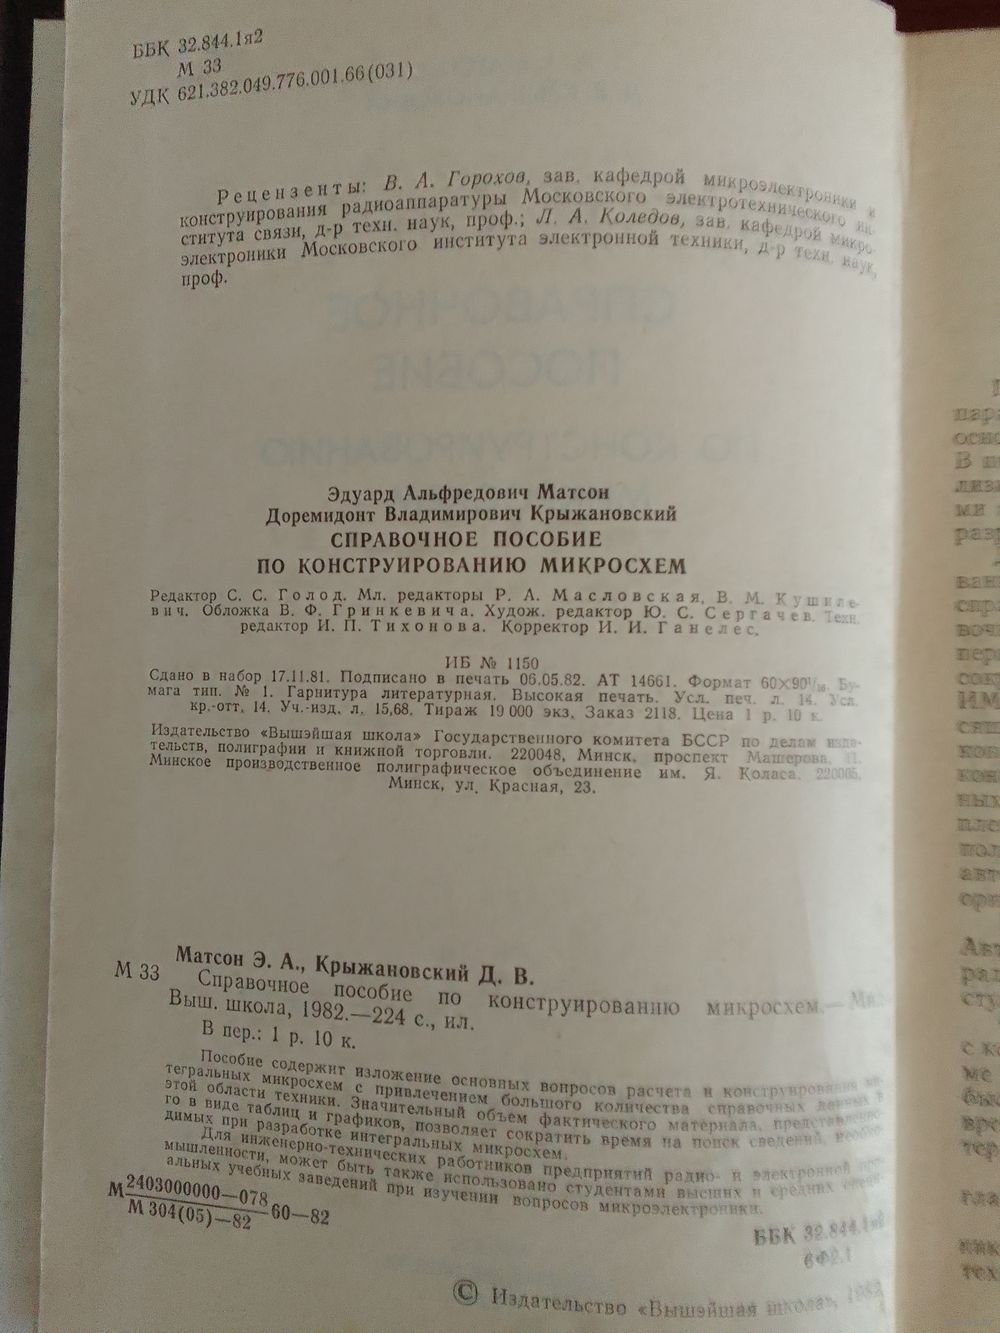 ББК 32.844.1я2
М 33
УДК 621.382.049.776.001.66(031)
Рецензенты: В. А. Горохов, зав. кафедрой микроэлектроники и
конструирования радиоаппаратуры Московского электротехнического ин-
ститута связи, д-р техн. наук, проф.; Л. А. Коледов, зав. кафедрой микро-
электроники Московского института электронной техники, д-р техн. наук,
проф.
СПРАВОЧНОЕ
ПОСОБИЕ
ПО КОНСТРУИРОВАНИЮ
Эдуард Альфредович Матсон
Доремидонт Владимирович Крыжановский
СПРАВОЧНОЕ ПОСОБИЕ
ПО КОНСТРУИРОВАНИЮ МИКРОСХЕМ
Редактор С. С. Голод. Мл. редакторы Р. А. Масловская, В. М. Кушиле-
вич. Обложка В. Ф. Гринкевича. Худож. редактор Ю. С. Сергачев. Техн.
редактор И. П. Тихонова. Корректор И. И. Ганелес.
ИБ № 1150
Сдано в набор 17.11.81. Подписано в печать 06.05.82. АТ 14661. Формат 60×90¹/₁₆. Бу-
мага тип. № 1. Гарнитура литературная. Высокая печать. Усл. печ. л. 14. Усл.
кр.-отт. 14. Уч.-изд. л. 15,68. Тираж 19 000 экз. Заказ 2118. Цена 1 р. 10 к.
Издательство «Вышэйшая школа» Государственного комитета БССР по делам изда-
тельств, полиграфии и книжной торговли. 220048, Минск, проспект Машерова,
Минское производственное полиграфическое объединение им. Я. Коласа. 220005,
Минск, ул. Красная, 23.
Матсон Э. А., Крыжановский Д. В.
М 33 Справочное пособие по конструированию микросхем.— Мн.:
Выш. школа, 1982.—224 с., ил.
В пер.: 1 р. 10 к.
Пособие содержит изложение основных вопросов расчета и конструирования ин-
тегральных микросхем с привлечением большого количества справочных данных в
этой области техники. Значительный объем фактического материала, представленно-
го в виде таблиц и графиков, позволяет сократить время на поиск сведений, необхо-
димых при разработке интегральных микросхем.
Для инженерно-технических работников предприятий радио- и электронной про-
мышленности, может быть также использовано студентами высших и средних специ-
альных учебных заведений при изучении вопросов микроэлектроники.
М 2403000000—078
М 304(05)—82 60—82
ББК 32.844.1я2
6Ф2.1
© Издательство «Вышэйшая школа», 1982